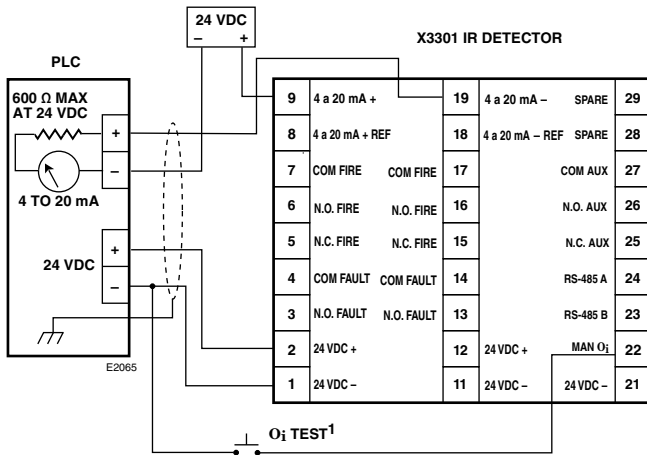 24 VDC
– +
X3301 IR DETECTOR
PLC
600 Ω MAX
AT 24 VDC
+
–
4 TO 20 mA
24 VDC
+
–
E2065
9 4 a 20 mA + 19 4 a 20 mA – SPARE 29
8 4 a 20 mA + REF 18 4 a 20 mA – REF SPARE 28
7 COM FIRE COM FIRE 17 COM AUX 27
6 N.O. FIRE N.O. FIRE 16 N.O. AUX 26
5 N.C. FIRE N.C. FIRE 15 N.C. AUX 25
4 COM FAULT COM FAULT 14 RS-485 A 24
3 N.O. FAULT N.O. FAULT 13 RS-485 B 23
2 24 VDC + 12 24 VDC + MAN Oi 22
1 24 VDC – 11 24 VDC – 24 VDC – 21
Oi TEST1